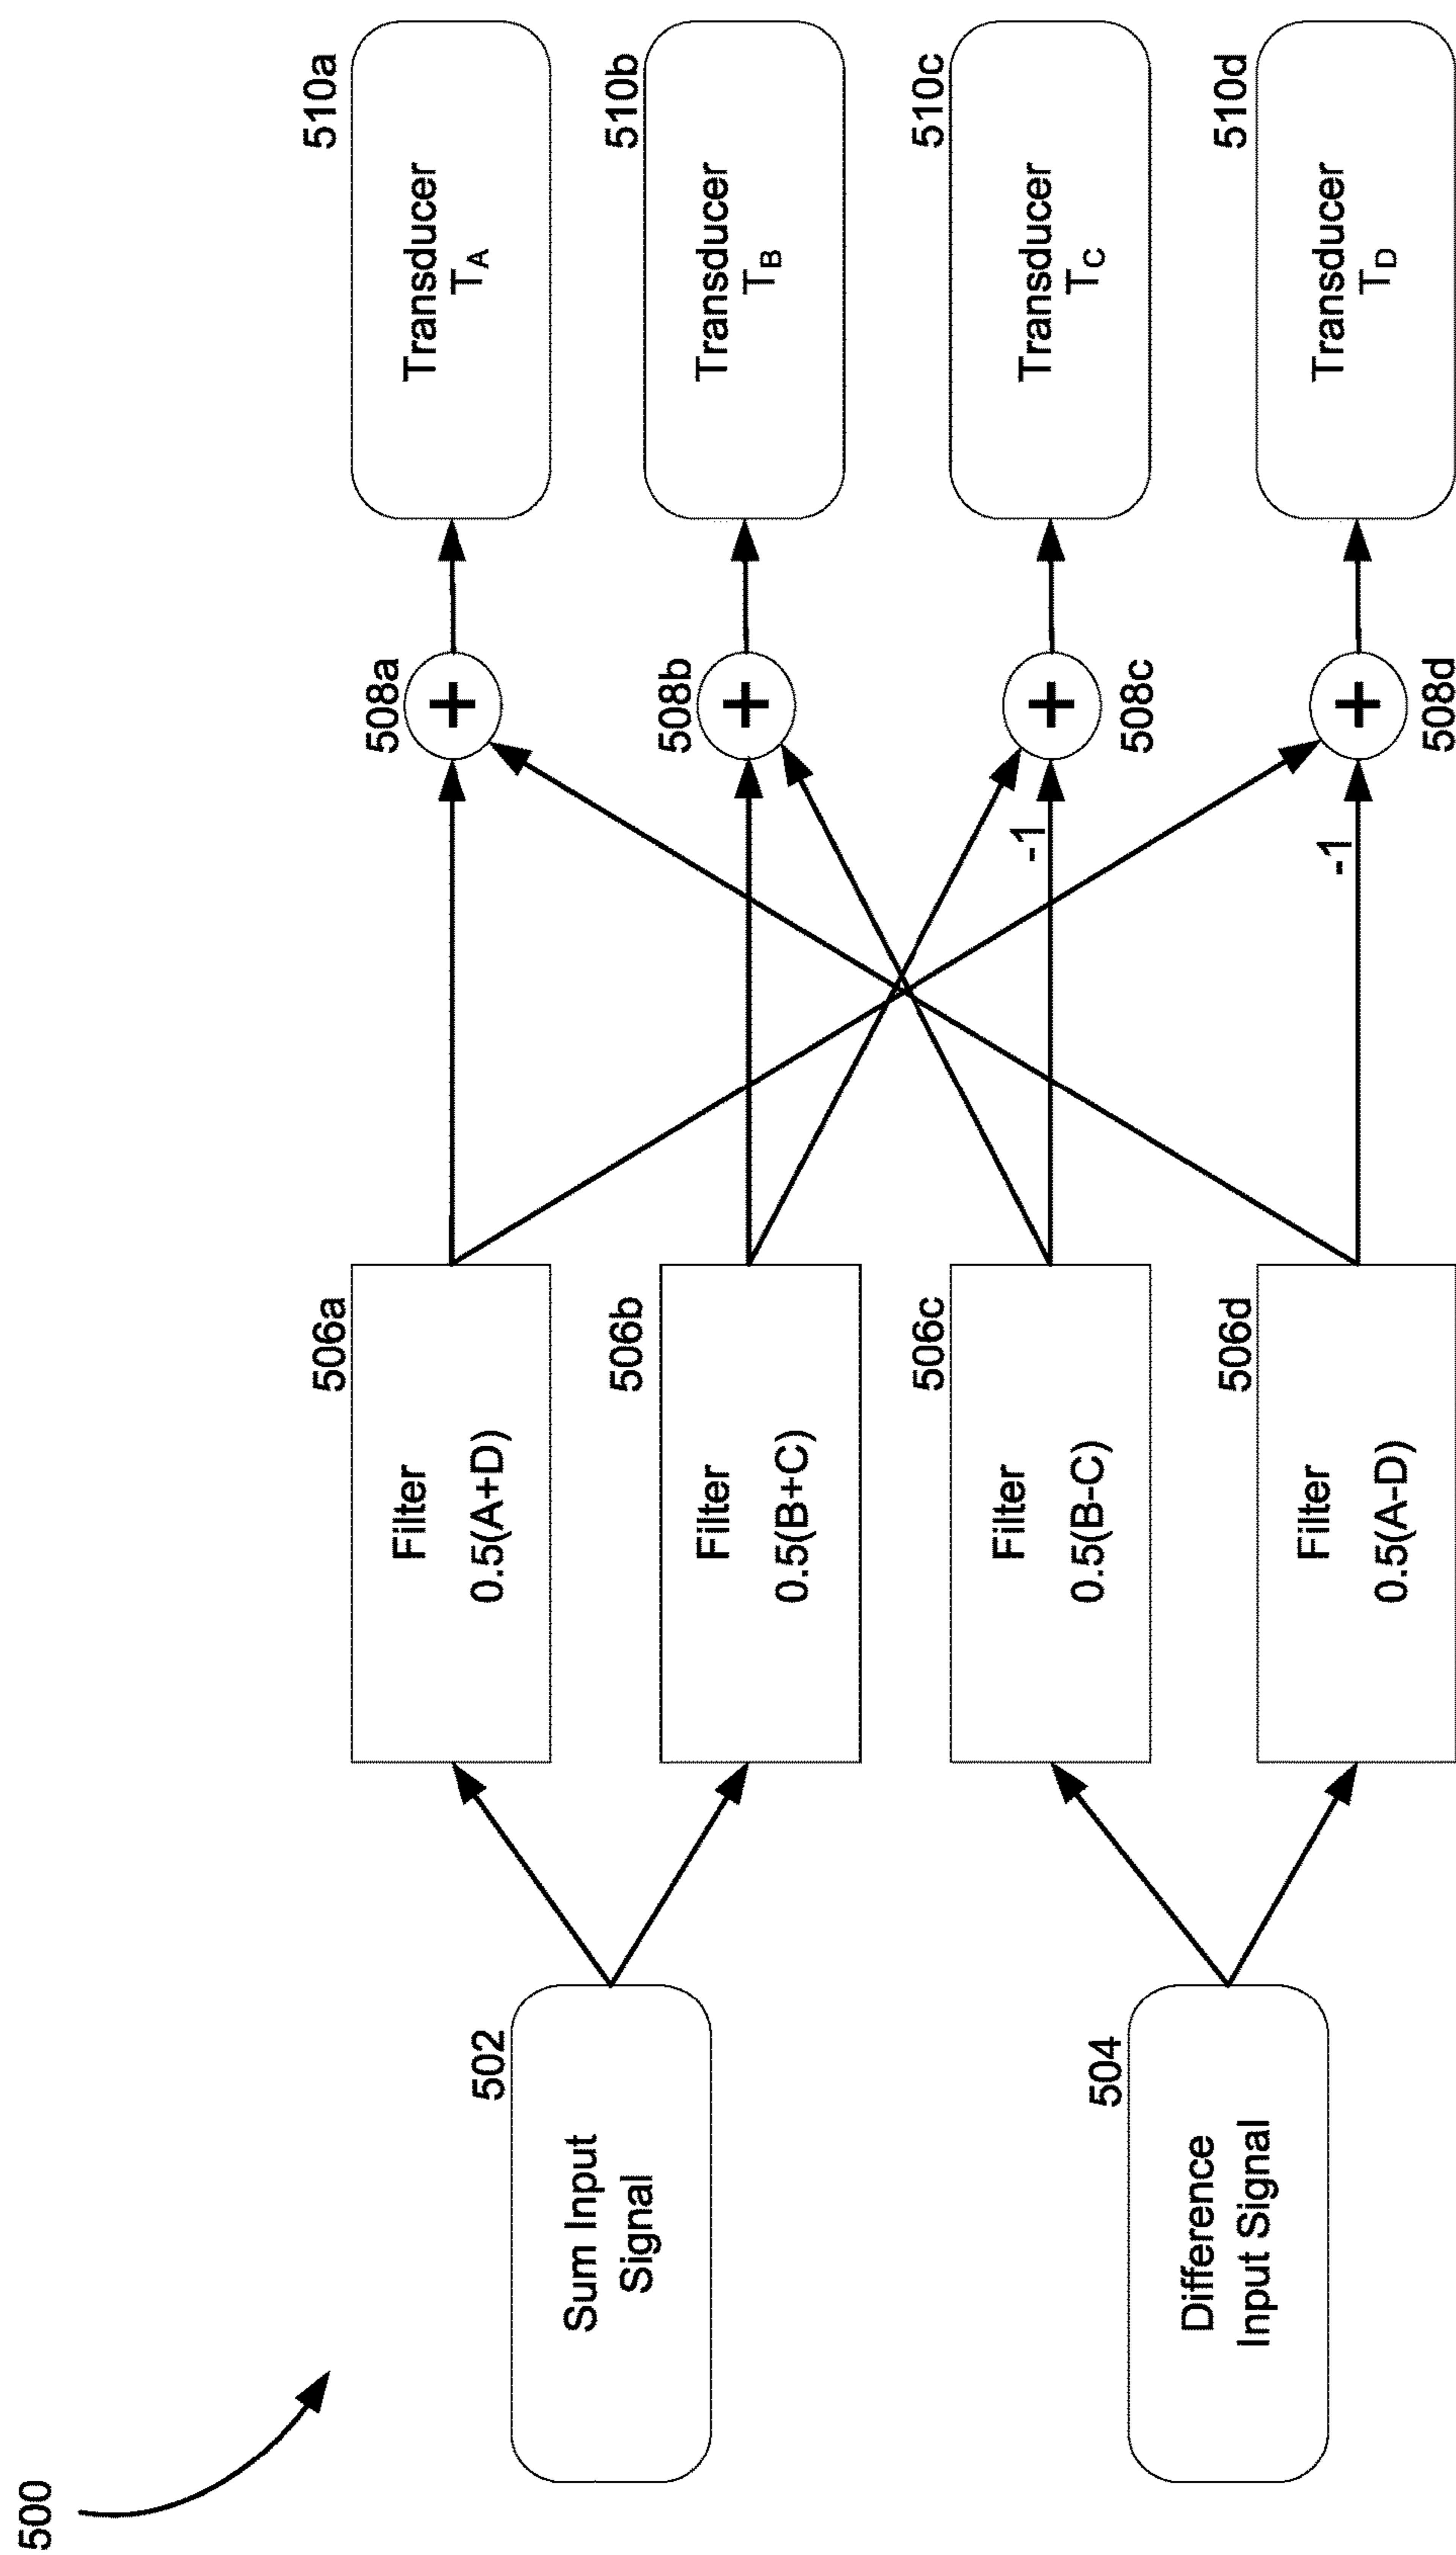 500
502
Sum Input
Signal
504
Difference
Input Signal
506a
Filter
0.5(A+D)
506b
Filter
0.5(B+C)
506c
Filter
0.5(B-C)
506d
Filter
0.5(A-D)
508a
+
508b
+
-1
+
508c
-1
+
508d
510a
Transducer
TA
510b
Transducer
TB
510c
Transducer
TC
510d
Transducer
TD